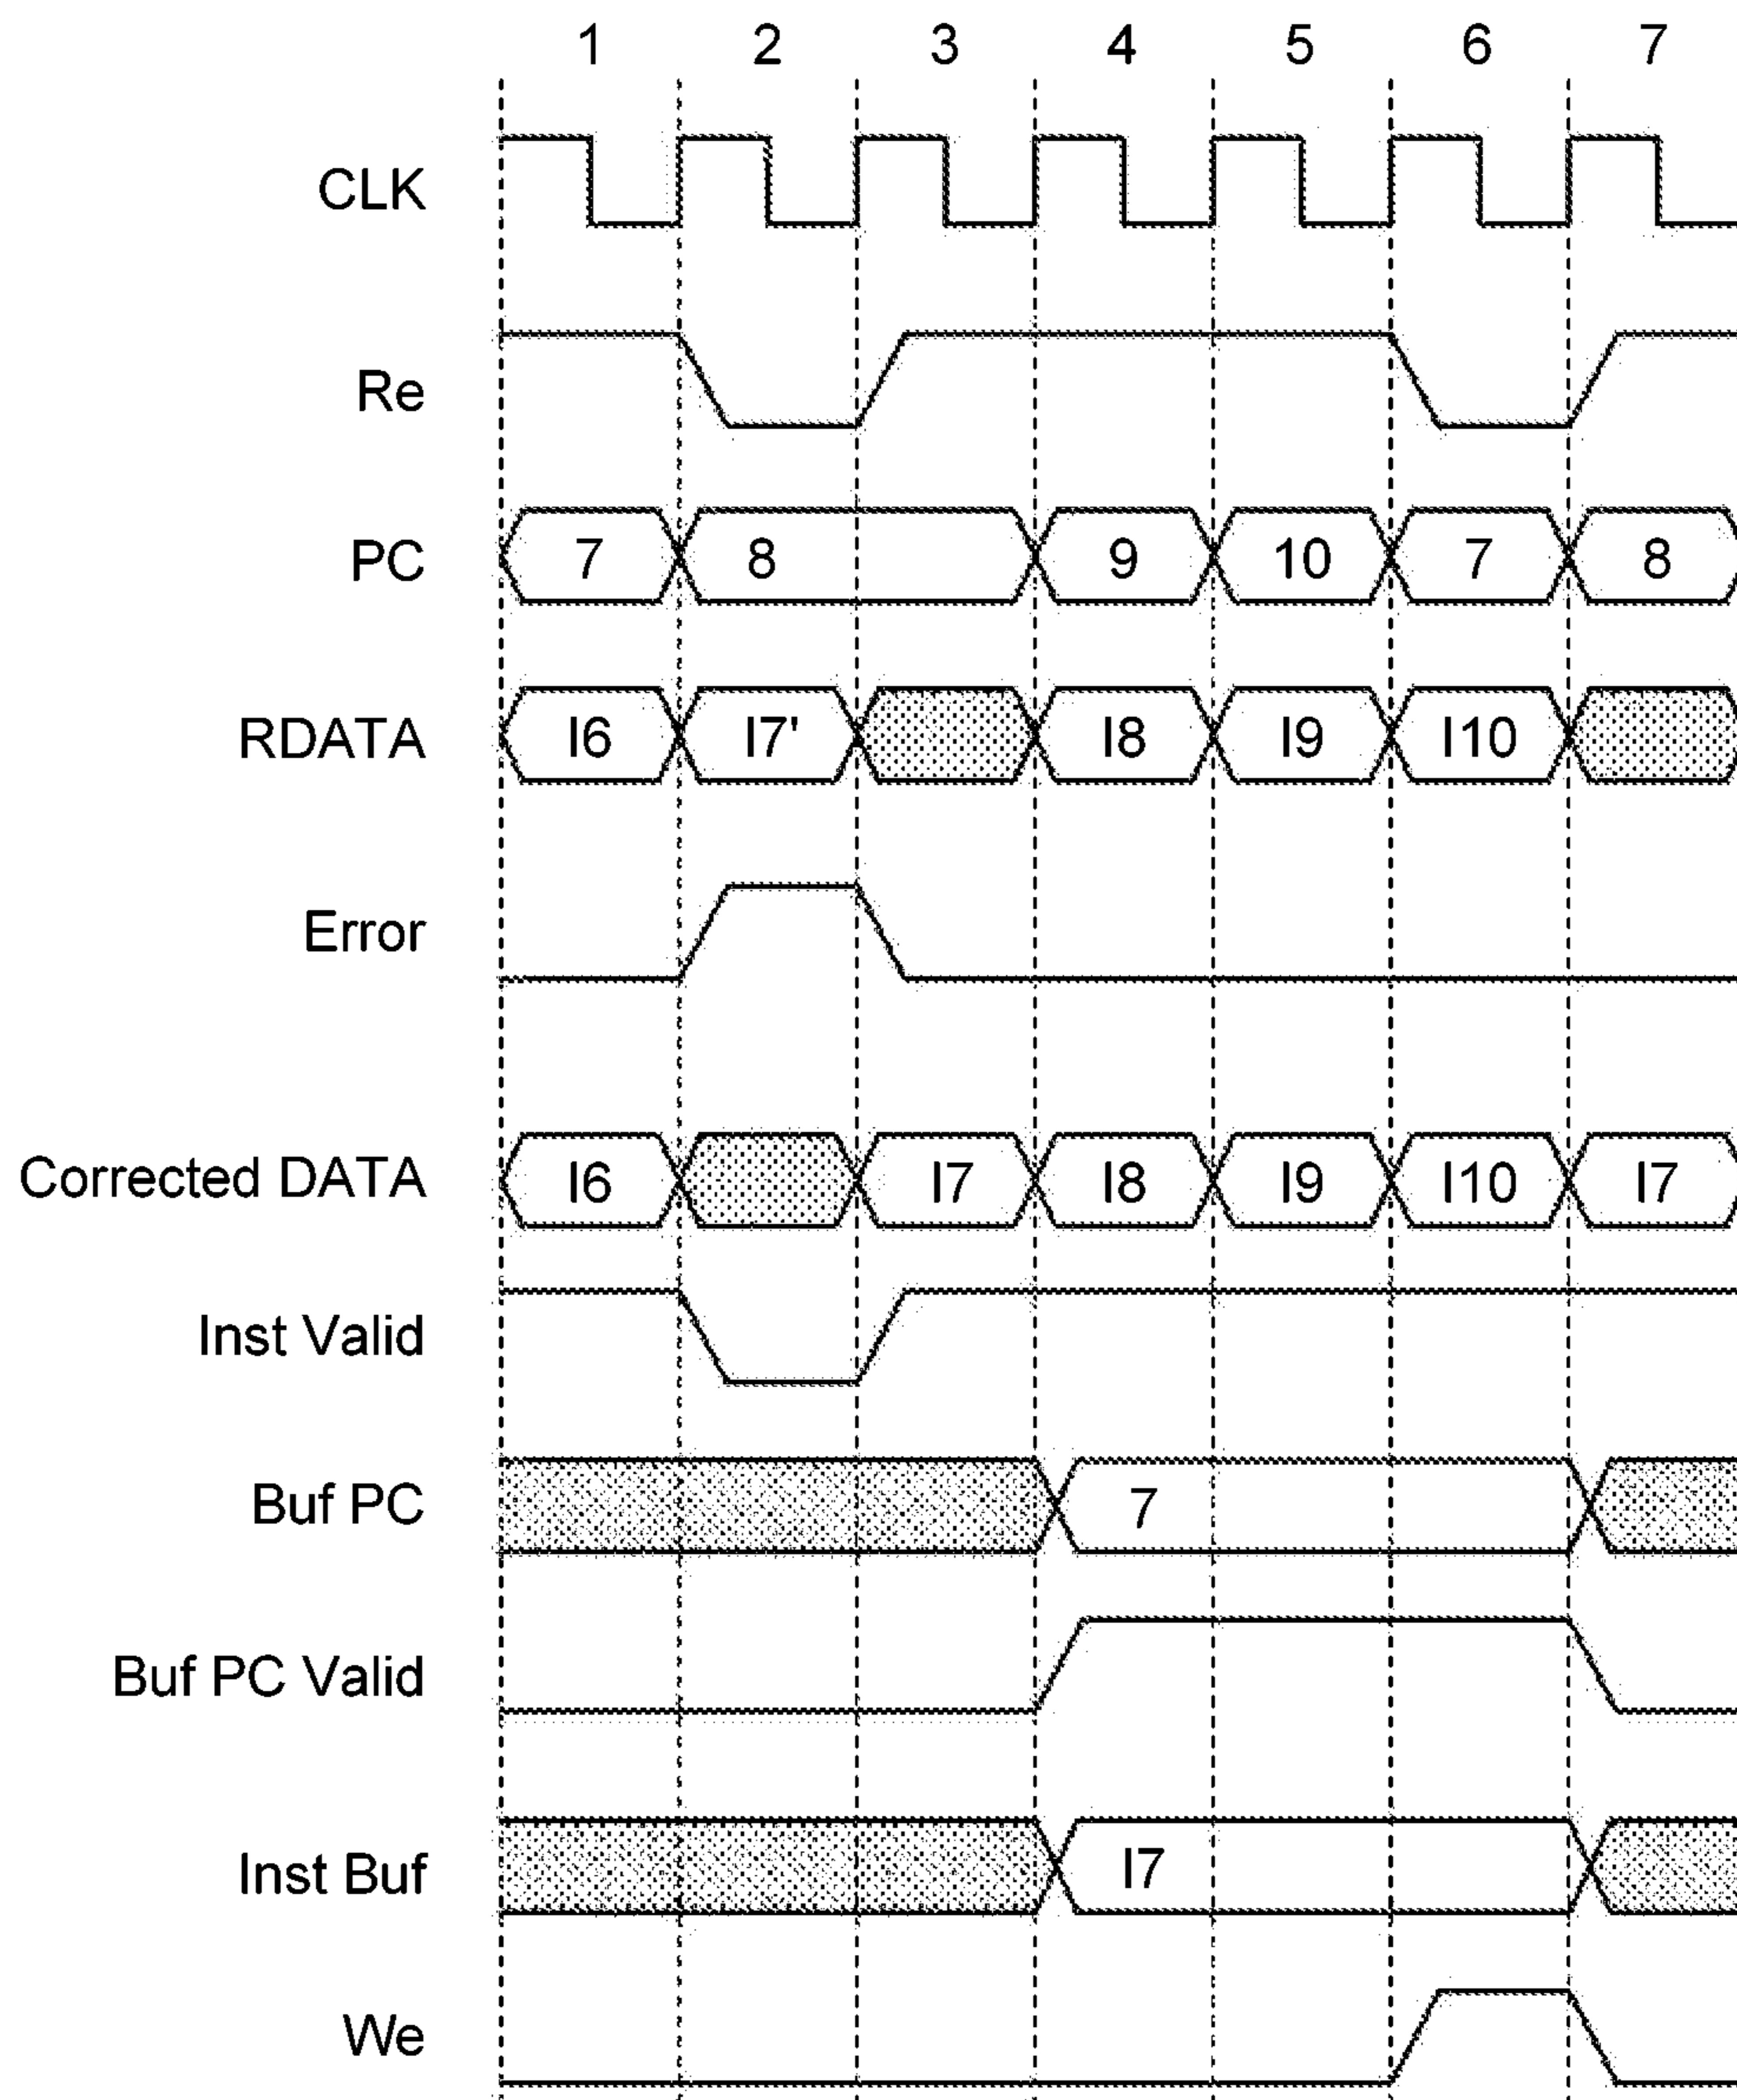 1 2 3 4 5 6 7
CLK
Re
PC 7 8 9 10 7 8
RDATA I6 I7' I8 I9 I10
Error
Corrected DATA I6 I7 I8 I9 I10 I7
Inst Valid
Buf PC 7
Buf PC Valid
Inst Buf I7
We